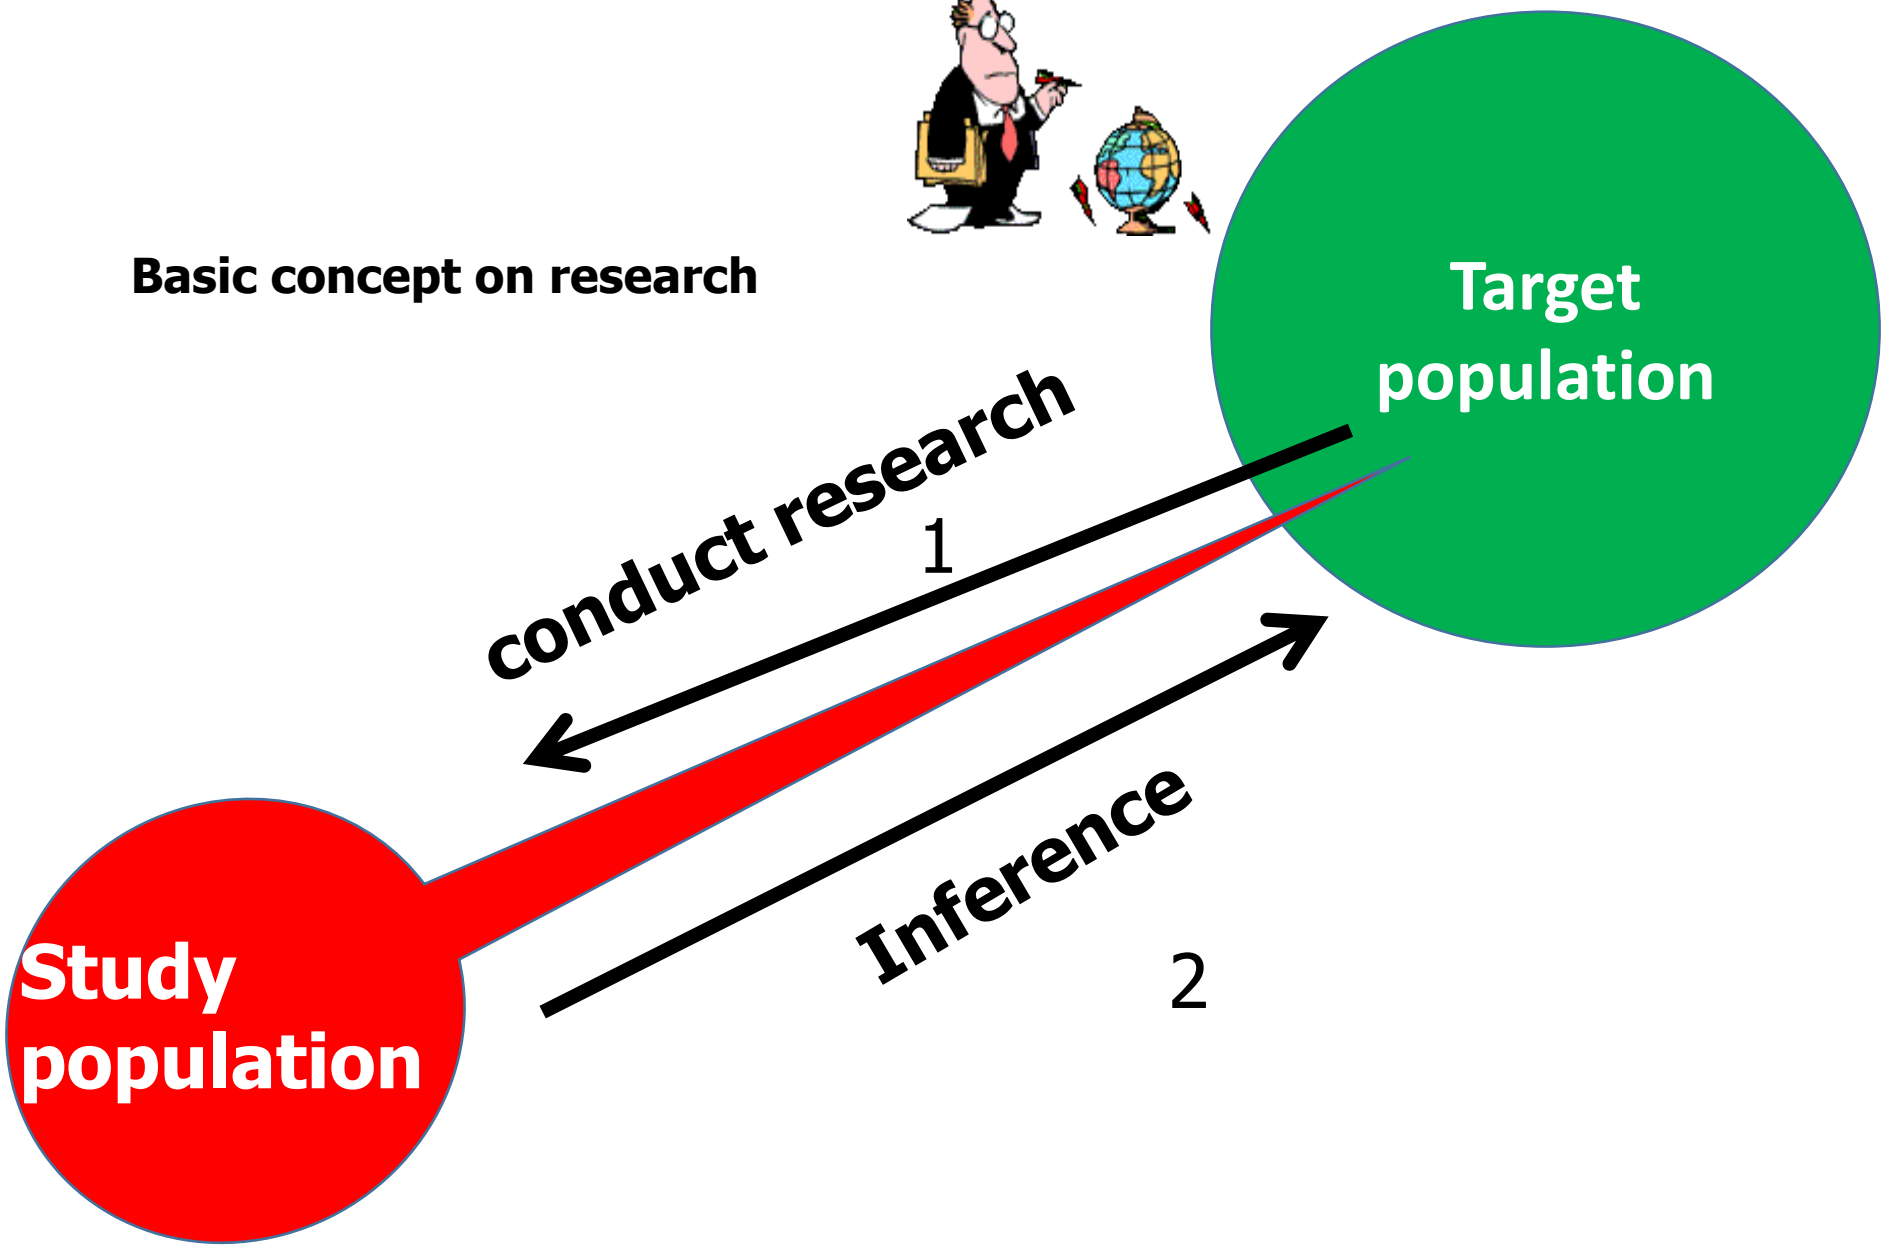 Basic concept on research
Target
population
conduct research
1
Inference
2
Study
population